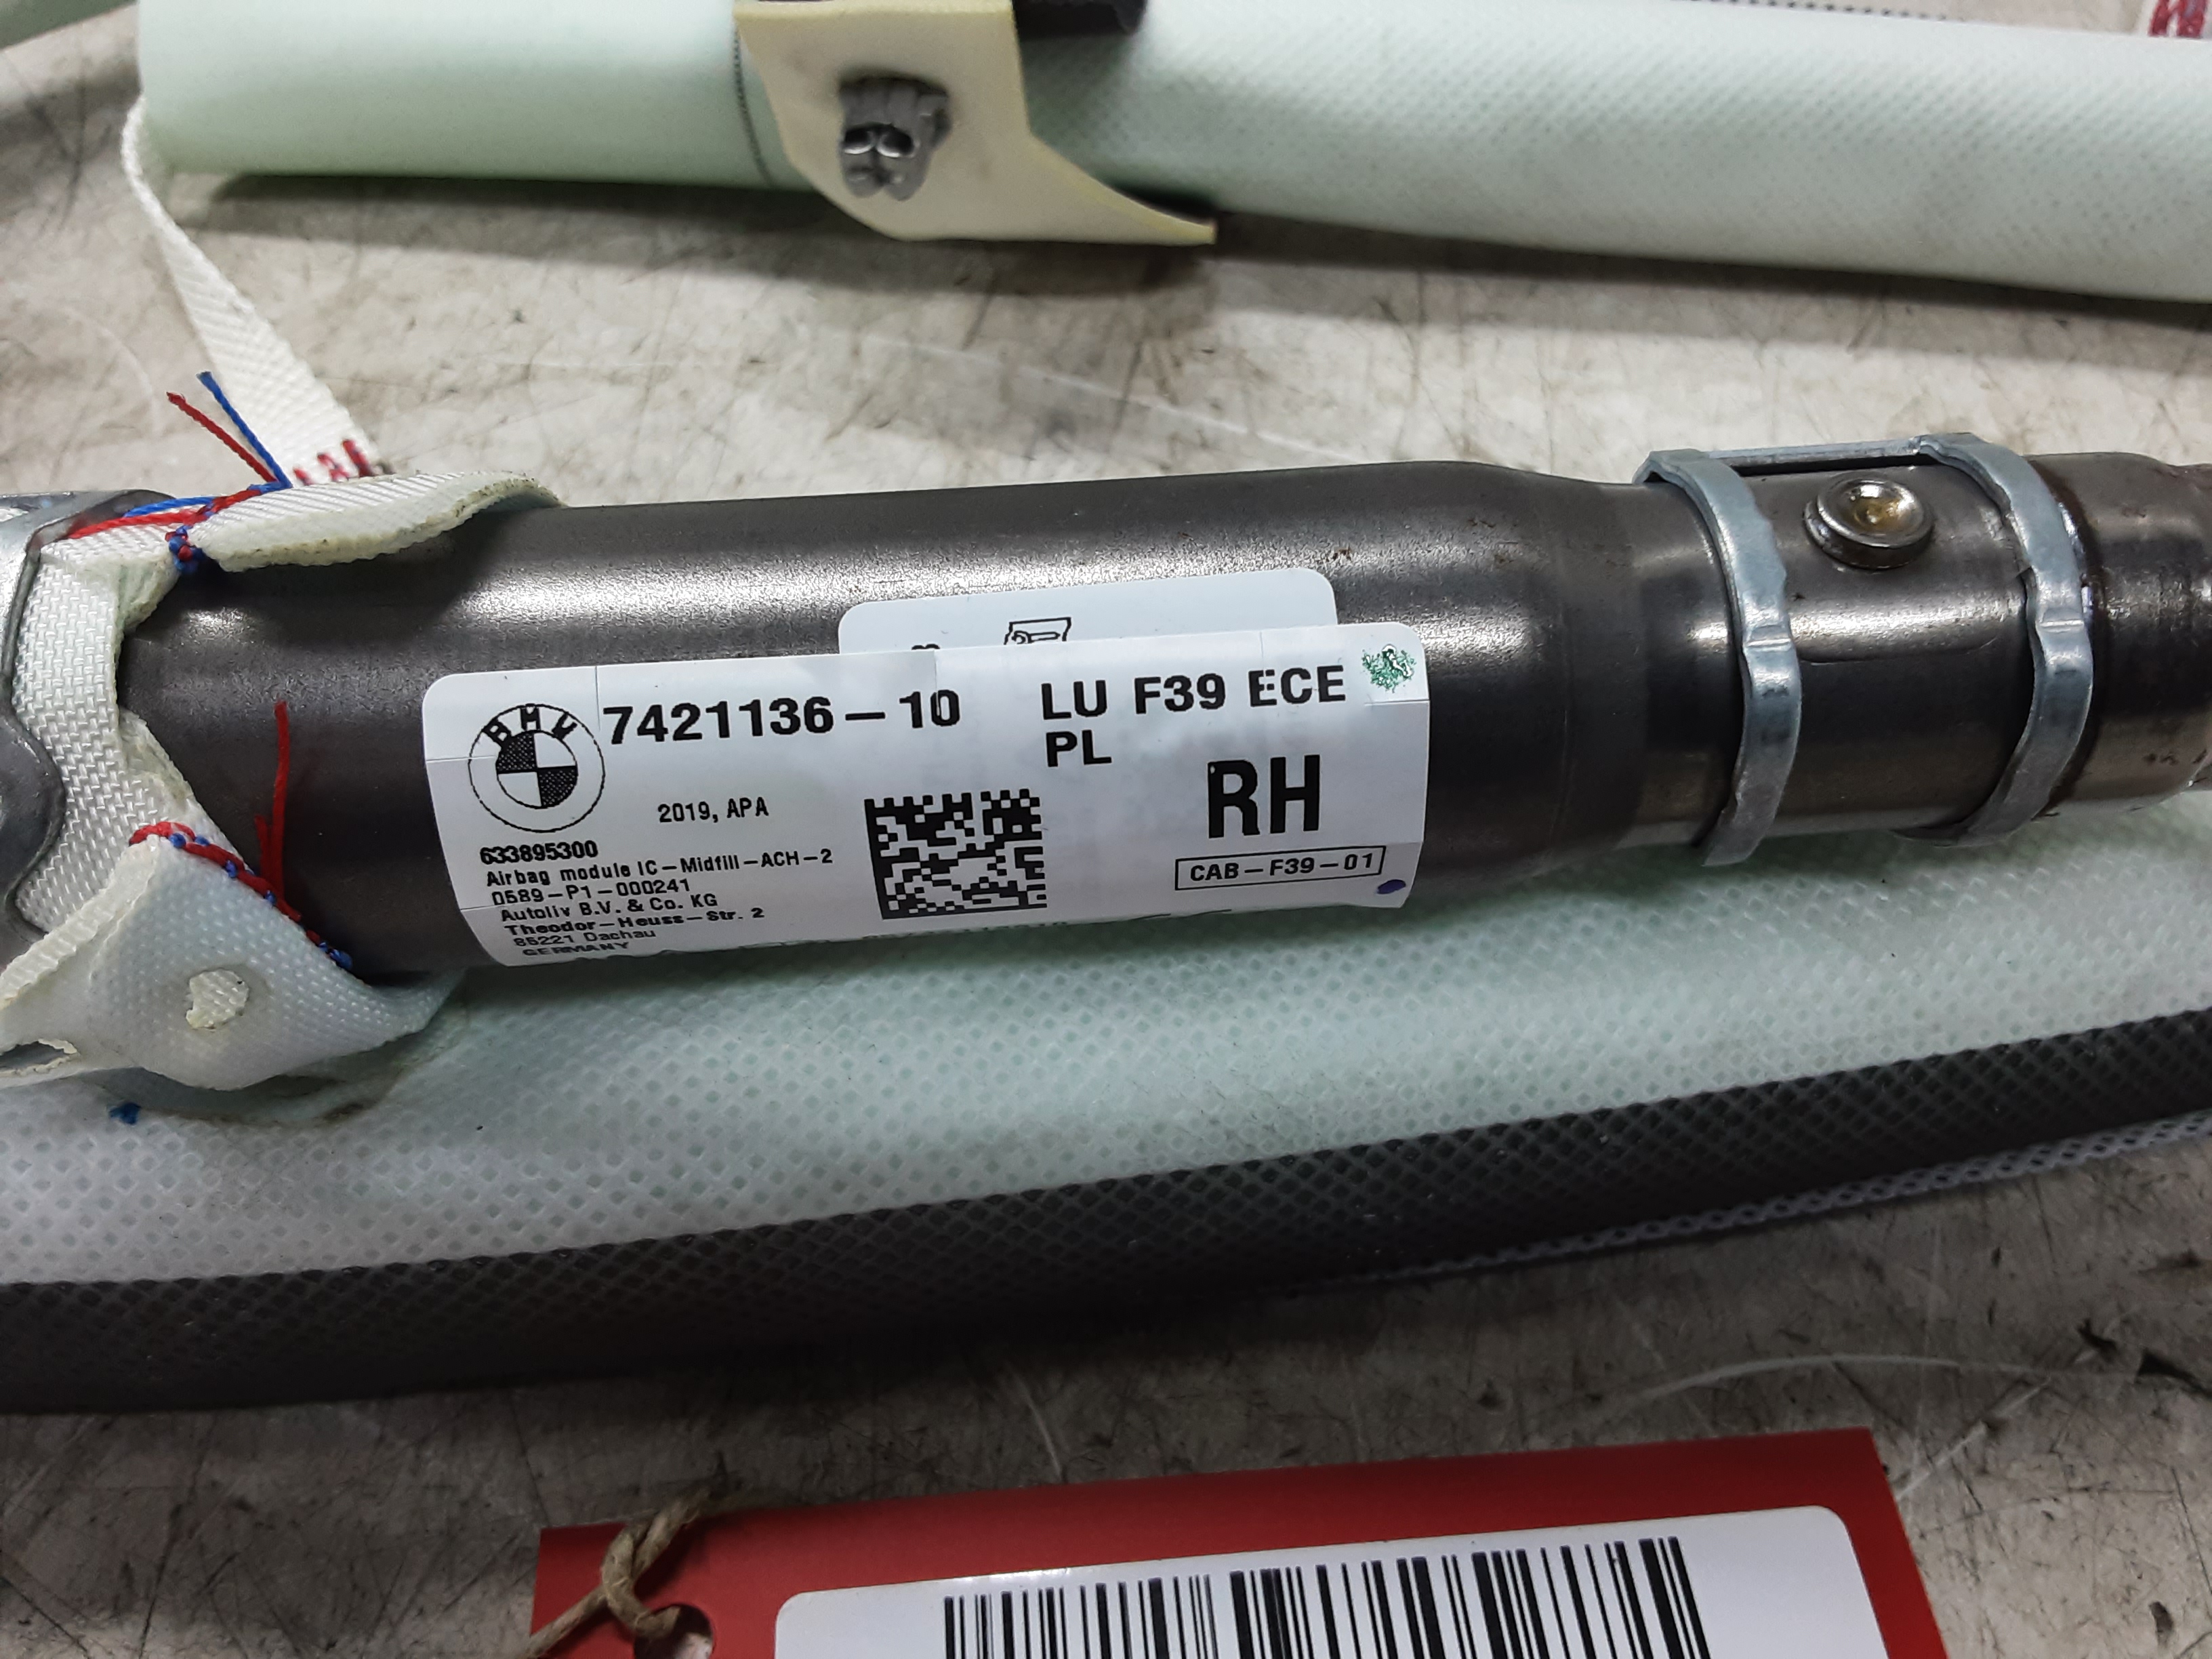 BMW
7421136-10
LU F39 ECE
PL
RH
2019, APA
633895300
Airbag module IC-Midfill-ACH-2
0589-P1-000241
Autoliv B.V. & Co. KG
Theodor-Heuss-Str. 2
85221 Dachau
GERMANY
CAB-F39-01